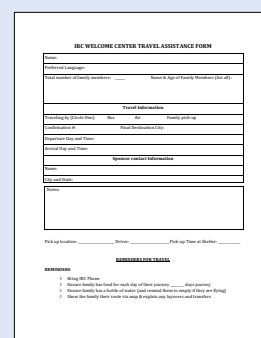 IRC WELCOME CENTER TRAVEL ASSISTANCE FORM
Name:
Preferred Language:
Total number of family members: _____ Name & Age of Family Members (list all):
Travel Information
Traveling by (Circle One): Bus Air Family pick-up
Confirmation #: Final Destination City:
Departure Day and Time:
Arrival Day and Time:
Sponsor contact Information
Name:
City and State:
Notes:
Pick up location: ______________ Driver: ______________ Pick-up Time at Shelter: _________
REMINDERS FOR TRAVEL
REMINDERS
Bring IRC Phone
Ensure family has food for each day of their journey ______ days journey
Ensure family has a bottle of water (and remind them to empty if they are flying)
Show the family their route via map & explain any layovers and transfers